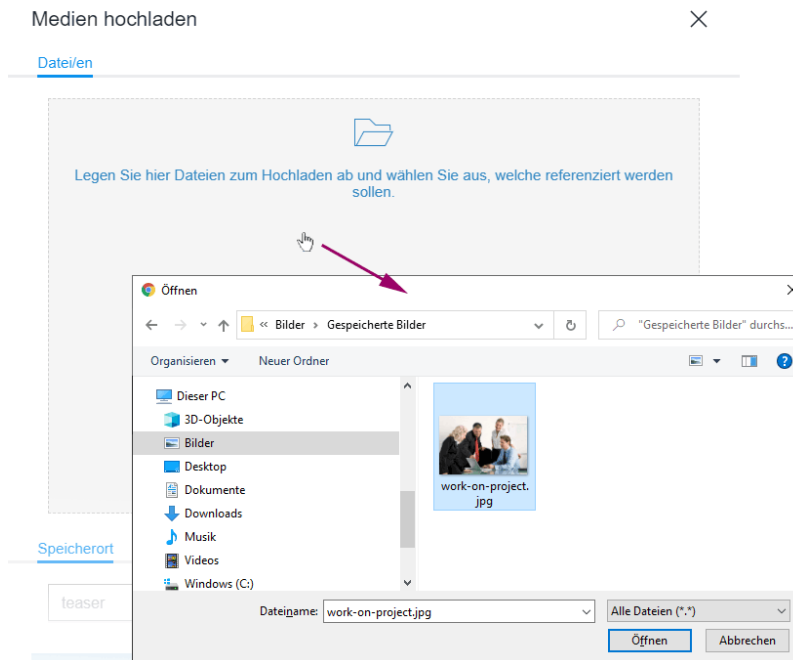 Medien hochladen
Datei/en
Legen Sie hier Dateien zum Hochladen ab und wählen Sie aus, welche referenziert werden
sollen.
Öffnen
« Bilder › Gespeicherte Bilder
"Gespeicherte Bilder" durchs...
Organisieren
Neuer Ordner
Dieser PC
3D-Objekte
Bilder
Desktop
Dokumente
Downloads
Musik
Videos
Windows (C:)
work-on-project.
jpg
Speicherort
teaser
Dateiname:
work-on-project.jpg
Alle Dateien (*.*)
Öffnen
Abbrechen